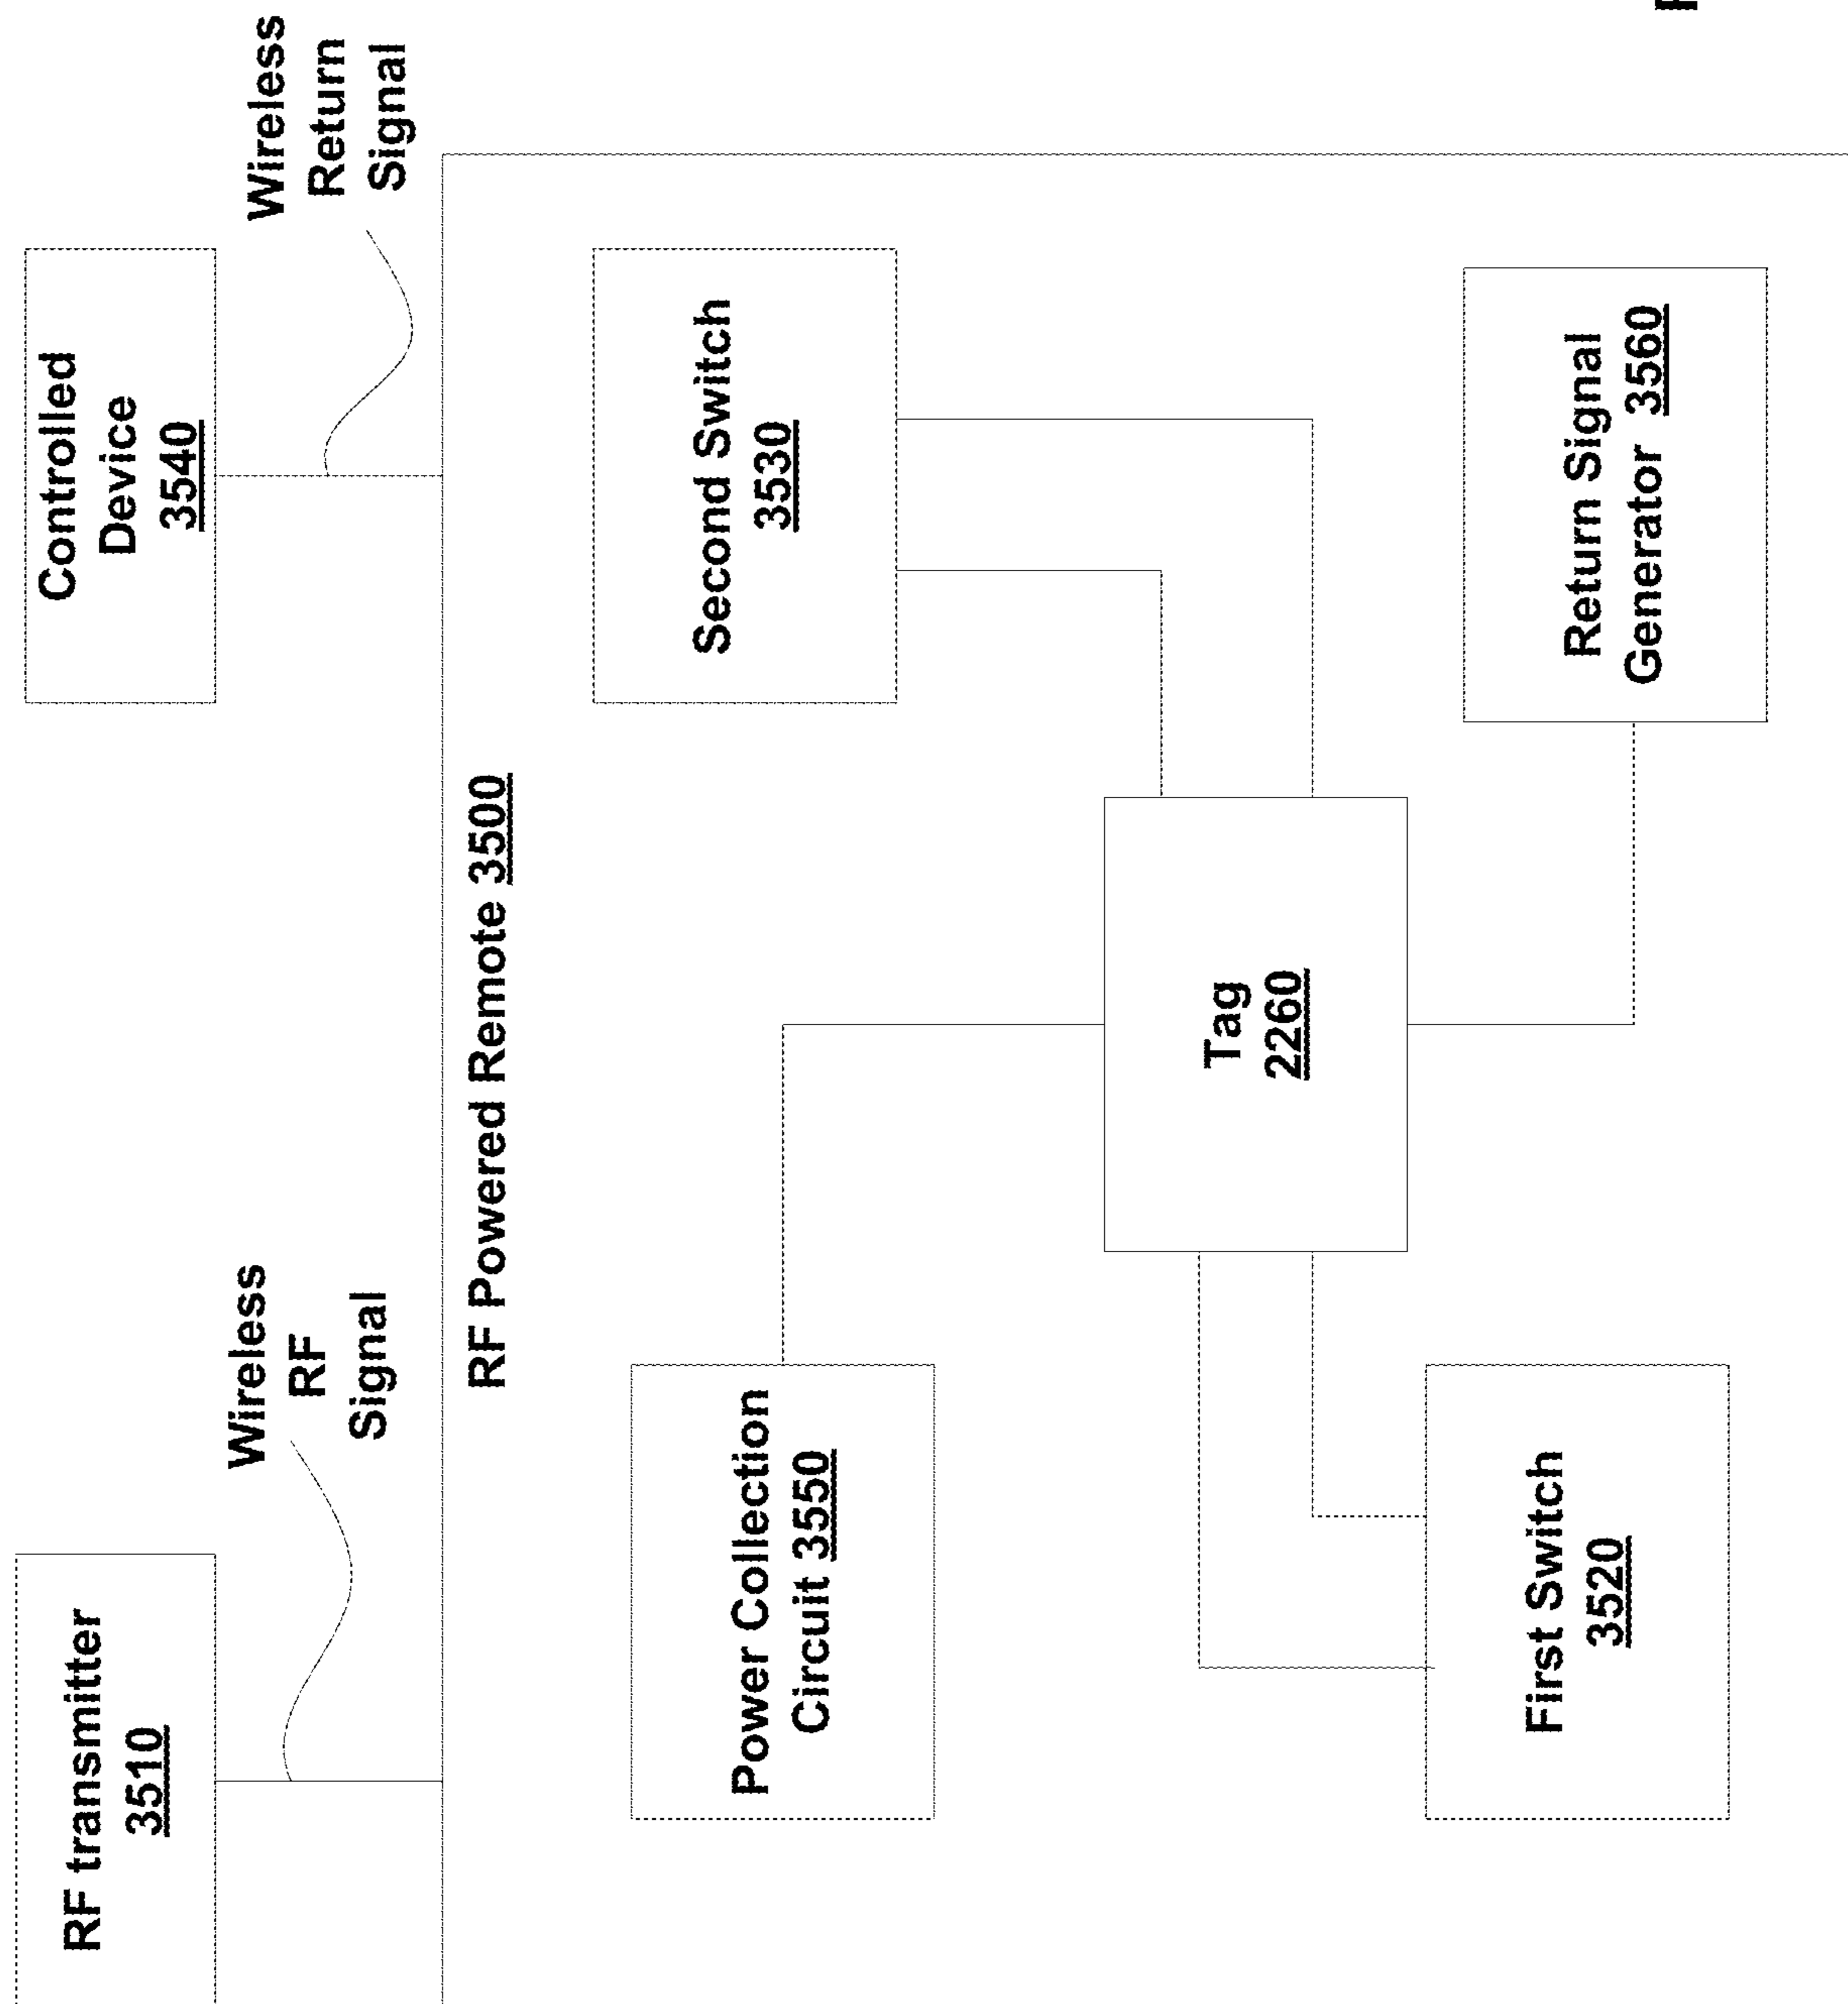 RF transmitter
3510
Wireless
RF
Signal
Controlled
Device
3540
Wireless
Return
Signal
RF Powered Remote 3500
Power Collection
Circuit 3550
Second Switch
3530
Tag
2260
First Switch
3520
Return Signal
Generator 3560